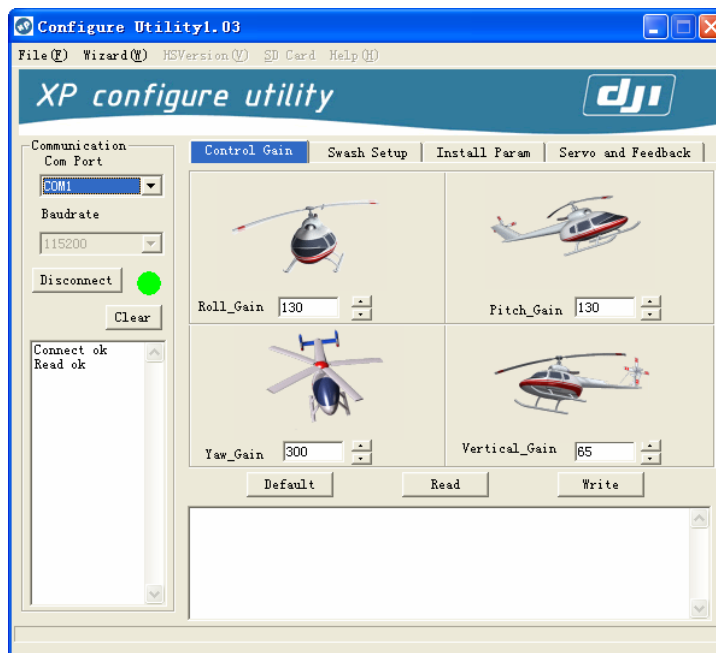 Configure Utility1.03
File(F) Wizard(W) HSVersion(V) SD Card Help(H)
XP configure utility
dji
Communication
Com Port
COM1
Baudrate
115200
Disconnect
Clear
Connect ok
Read ok
Control Gain
Swash Setup
Install Param
Servo and Feedback
Roll_Gain 130
Pitch_Gain 130
Yaw_Gain 300
Vertical_Gain 65
Default
Read
Write